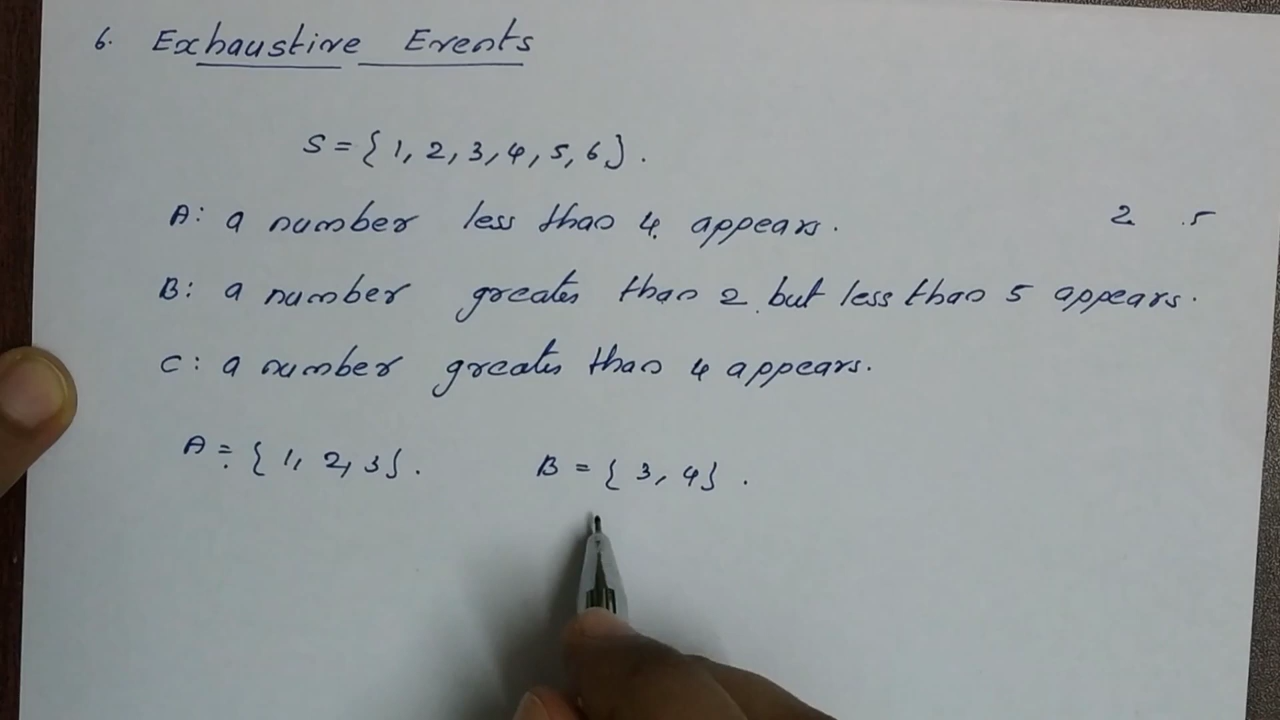 6. Exhaustive Events
S = { 1, 2, 3, 4, 5, 6 } .
A: a number less than 4 appears.
2 5
B: a number greater than 2 but less than 5 appears.
C: a number greater than 4 appears.
A = { 1, 2, 3 } . B = { 3, 4 } .